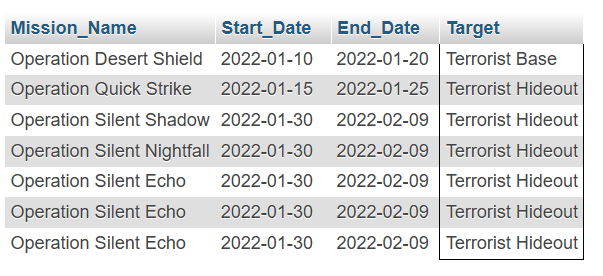 Mission_Name Start_Date End_Date Target
Operation Desert Shield 2022-01-10 2022-01-20 Terrorist Base
Operation Quick Strike 2022-01-15 2022-01-25 Terrorist Hideout
Operation Silent Shadow 2022-01-30 2022-02-09 Terrorist Hideout
Operation Silent Nightfall 2022-01-30 2022-02-09 Terrorist Hideout
Operation Silent Echo 2022-01-30 2022-02-09 Terrorist Hideout
Operation Silent Echo 2022-01-30 2022-02-09 Terrorist Hideout
Operation Silent Echo 2022-01-30 2022-02-09 Terrorist Hideout